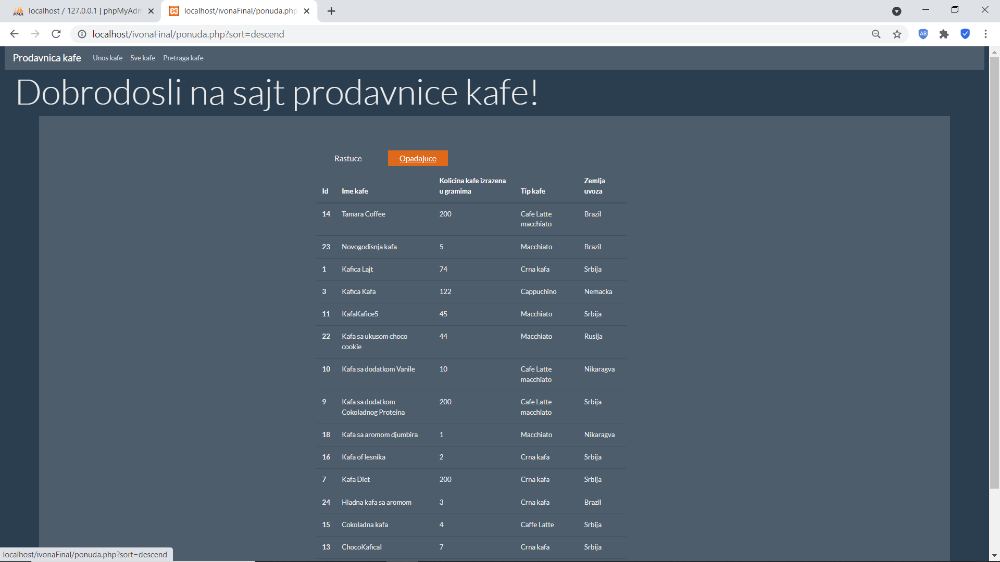 localhost / 127.0.0.1 | phpMyAdm
localhost/ivonaFinal/ponuda.php
localhost/ivonaFinal/ponuda.php?sort=descend
Prodavnica kafe Unos kafe Sve kafe Pretraga kafe
Dobrodosli na sajt prodavnice kafe!
Rastuce Opadajuce
Id Ime kafe Kolicina kafe izrazena u gramima Tip kafe Zemlja uvoza
14 Tamara Coffee 200 Cafe Latte macchiato Brazil
23 Novogodisnja kafa 5 Macchiato Brazil
1 Kafica Lajt 74 Crna kafa Srbija
3 Kafica Kafa 122 Cappuchino Nemacka
11 KafaKafice5 45 Macchiato Srbija
22 Kafa sa ukusom choco cookie 44 Macchiato Rusija
10 Kafa sa dodatkom Vanile 10 Cafe Latte macchiato Nikaragva
9 Kafa sa dodatkom Cokoladnog Proteina 200 Cafe Latte macchiato Srbija
18 Kafa sa aromom djumbira 1 Macchiato Nikaragva
16 Kafa of lesnika 2 Crna kafa Srbija
7 Kafa Diet 200 Crna kafa Srbija
24 Hladna kafa sa aromom 3 Crna kafa Brazil
15 Cokoladna kafa 4 Caffe Latte Srbija
13 ChocoKafical 7 Crna kafa Srbija
localhost/ivonaFinal/ponuda.php?sort=descend